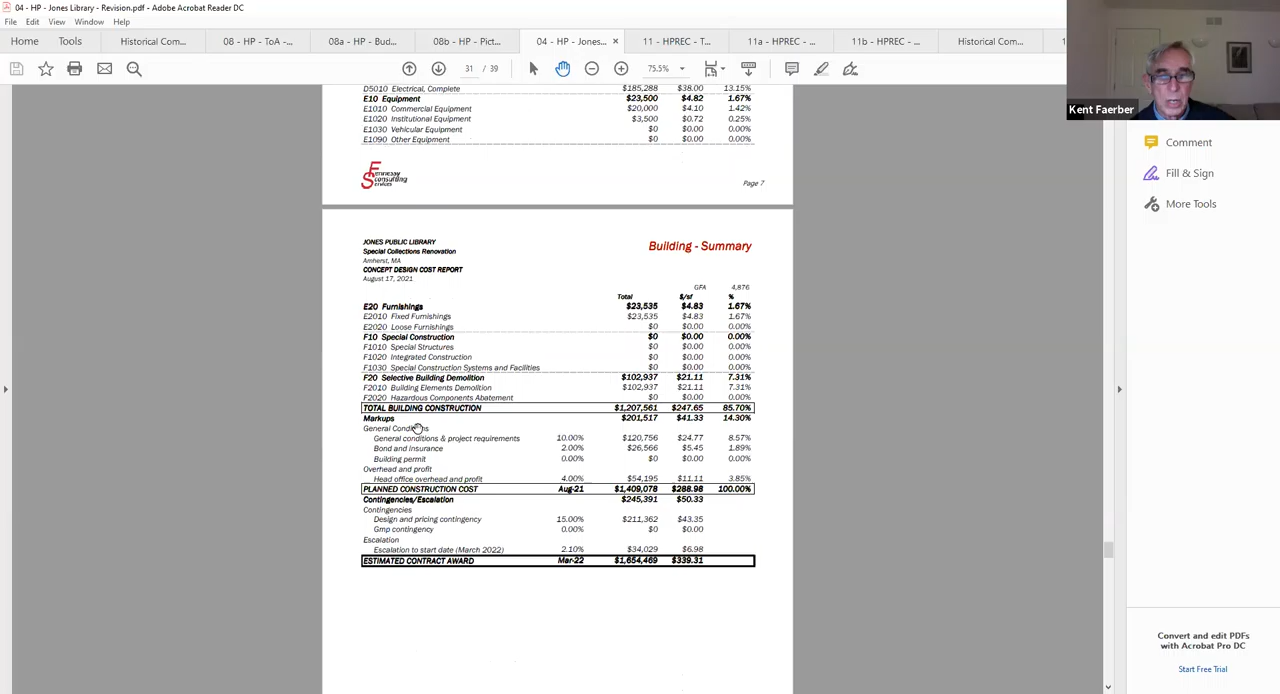 04 - HP - Jones Library - Revision.pdf - Adobe Acrobat Reader DC
File Edit View Window Help
Home Tools Historical Com... 08 - HP - ToA -... 08a - HP - Bud... 08b - HP - Pict... 04 - HP - Jones... × 11 - HPREC - T... 11a - HPREC - ... 11b - HPREC - ... Historical Com...
31 / 39 75.5%
D5010 Electrical, Complete $185,288 $38.00 13.15%
E10 Equipment $23,500 $4.82 1.67%
E1010 Commercial Equipment $20,000 $4.10 1.42%
E1020 Institutional Equipment $3,500 $0.72 0.25%
E1030 Vehicular Equipment $0 $0.00 0.00%
E1090 Other Equipment $0 $0.00 0.00%
Fennessy Consulting Services
Page 7
JONES PUBLIC LIBRARY
Special Collections Renovation
Amherst, MA
CONCEPT DESIGN COST REPORT
August 17, 2021
Building - Summary
GFA 4,876
Total $/sf %
E20 Furnishings $23,535 $4.83 1.67%
E2010 Fixed Furnishings $23,535 $4.83 1.67%
E2020 Loose Furnishings $0 $0.00 0.00%
F10 Special Construction $0 $0.00 0.00%
F1010 Special Structures $0 $0.00 0.00%
F1020 Integrated Construction $0 $0.00 0.00%
F1030 Special Construction Systems and Facilities $0 $0.00 0.00%
F20 Selective Building Demolition $102,937 $21.11 7.31%
F2010 Building Elements Demolition $102,937 $21.11 7.31%
F2020 Hazardous Components Abatement $0 $0.00 0.00%
TOTAL BUILDING CONSTRUCTION $1,207,561 $247.65 85.70%
Markups $201,517 $41.33 14.30%
General Conditions
General conditions & project requirements 10.00% $120,756 $24.77 8.57%
Bond and insurance 2.00% $26,566 $5.45 1.89%
Building permit 0.00% $0 $0.00 0.00%
Overhead and profit
Head office overhead and profit 4.00% $54,195 $11.11 3.85%
PLANNED CONSTRUCTION COST Aug-21 $1,409,078 $288.98 100.00%
Contingencies/Escalation $245,391 $50.33
Contingencies
Design and pricing contingency 15.00% $211,362 $43.35
Gmp contingency 0.00% $0 $0.00
Escalation
Escalation to start date (March 2022) 2.10% $34,029 $6.98
ESTIMATED CONTRACT AWARD Mar-22 $1,654,469 $339.31
Kent Faerber
Comment
Fill & Sign
More Tools
Convert and edit PDFs
with Acrobat Pro DC
Start Free Trial